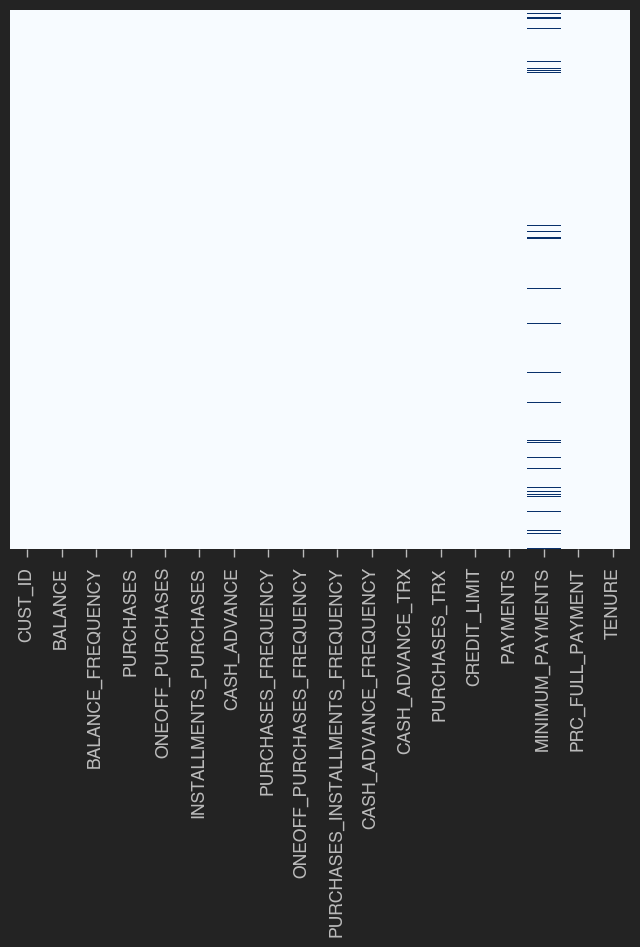 CUST_ID
BALANCE
BALANCE_FREQUENCY
PURCHASES
ONEOFF_PURCHASES
INSTALLMENTS_PURCHASES
CASH_ADVANCE
PURCHASES_FREQUENCY
ONEOFF_PURCHASES_FREQUENCY
PURCHASES_INSTALLMENTS_FREQUENCY
CASH_ADVANCE_FREQUENCY
CASH_ADVANCE_TRX
PURCHASES_TRX
CREDIT_LIMIT
PAYMENTS
MINIMUM_PAYMENTS
PRC_FULL_PAYMENT
TENURE